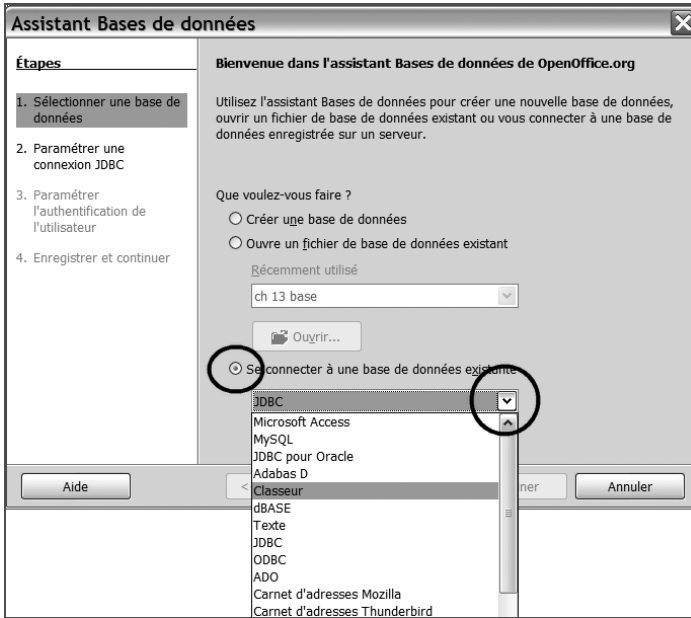 Assistant Bases de données
Étapes
1. Sélectionner une base de
données
2. Paramétrer une
connexion JDBC
3. Paramétrer
l'authentification de
l'utilisateur
4. Enregistrer et continuer
Bienvenue dans l'assistant Bases de données de OpenOffice.org
Utilisez l'assistant Bases de données pour créer une nouvelle base de données,
ouvrir un fichier de base de données existant ou vous connecter à une base de
données enregistrée sur un serveur.
Que voulez-vous faire ?
Créer une base de données
Ouvre un fichier de base de données existant
Récemment utilisé
ch 13 base
Ouvrir...
Se connecter à une base de données existante
JDBC
Microsoft Access
MySQL
JDBC pour Oracle
Adabas D
Classeur
dBASE
Texte
JDBC
ODBC
ADO
Carnet d'adresses Mozilla
Carnet d'adresses Thunderbird
Aide
<
ner
Annuler